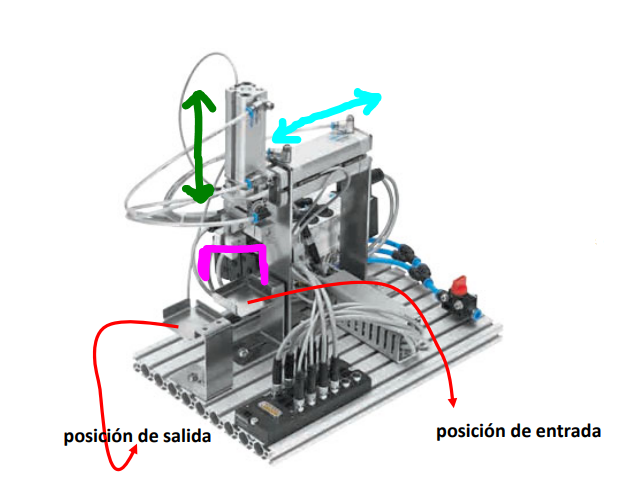 posición de salida
posición de entrada